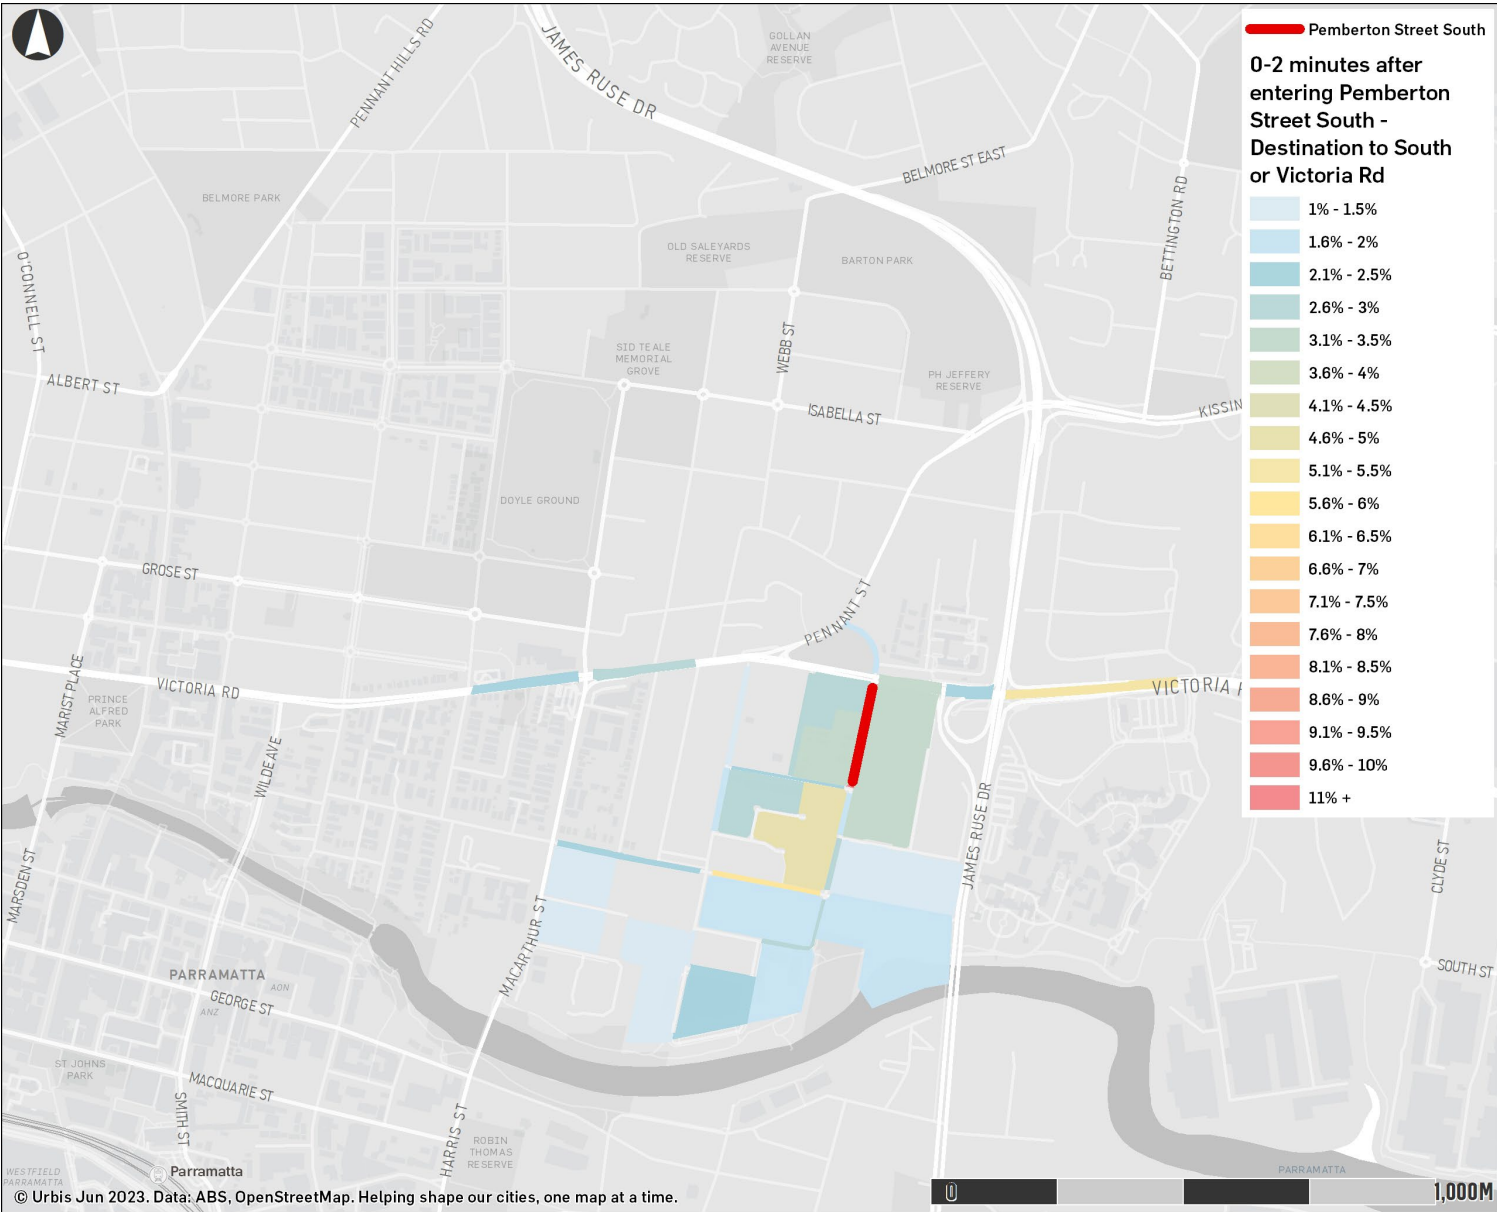 Pemberton Street South
0-2 minutes after
entering Pemberton
Street South -
Destination to South
or Victoria Rd
1% - 1.5%
1.6% - 2%
2.1% - 2.5%
2.6% - 3%
3.1% - 3.5%
3.6% - 4%
4.1% - 4.5%
4.6% - 5%
5.1% - 5.5%
5.6% - 6%
6.1% - 6.5%
6.6% - 7%
7.1% - 7.5%
7.6% - 8%
8.1% - 8.5%
8.6% - 9%
9.1% - 9.5%
9.6% - 10%
11% +
PENNANT HILLS RD
JAMES RUSE DR
GOLLAN
AVENUE
RESERVE
BELMORE ST EAST
BETTINGTON RD
BELMORE PARK
O'CONNELL ST
OLD SALEYARDS
RESERVE
BARTON PARK
WEBB ST
SID TEALE
MEMORIAL
GROVE
PH JEFFERY
RESERVE
ALBERT ST
ISABELLA ST
KISSIN
DOYLE GROUND
GROSE ST
PENNANT ST
MARIST PLACE
VICTORIA RD
VICTORIA R
PRINCE
ALFRED
PARK
WILDE AVE
JAMES RUSE DR
CLYDE ST
MARSDEN ST
MACARTHUR ST
SOUTH ST
PARRAMATTA
AON
GEORGE ST
ANZ
ST JOHNS
PARK
MACQUARIE ST
SMITH ST
HARRIS ST
ROBIN
THOMAS
RESERVE
WESTFIELD
PARRAMATTA
Parramatta
PARRAMATTA
© Urbis Jun 2023. Data: ABS, OpenStreetMap. Helping shape our cities, one map at a time.
0
1,000M